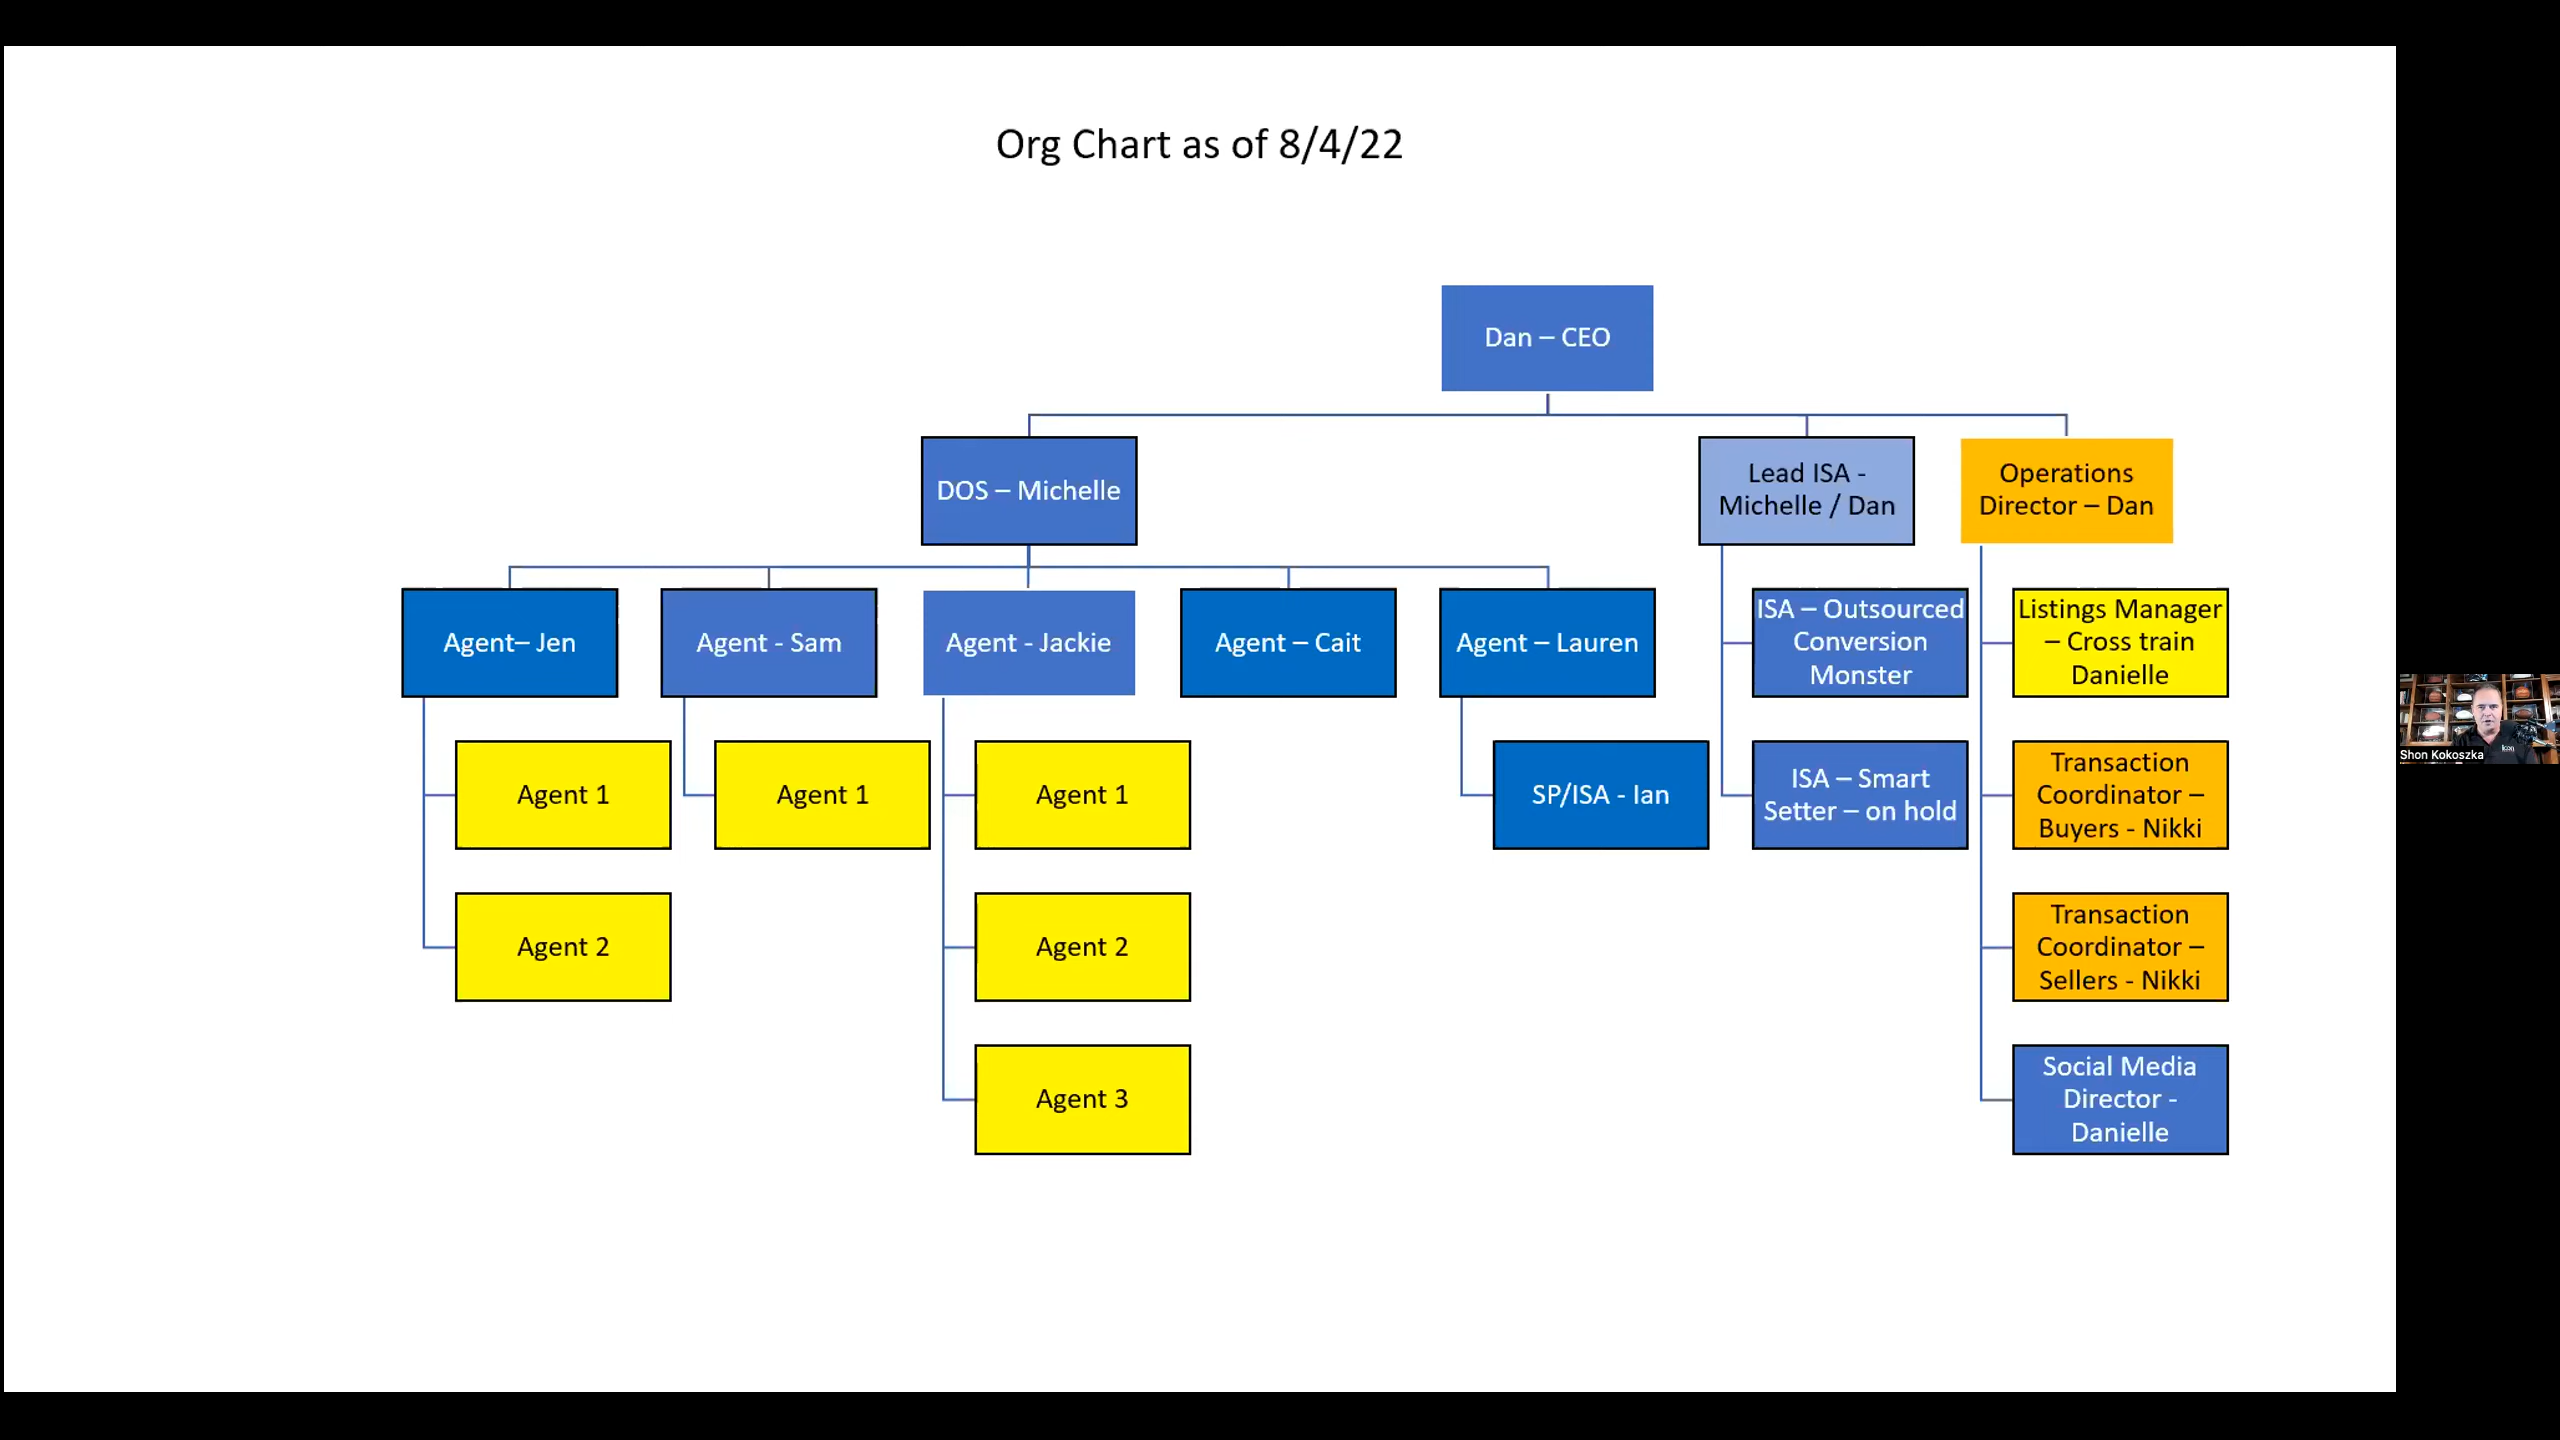 Org Chart as of 8/4/22
Dan – CEO
DOS – Michelle
Lead ISA -
Michelle / Dan
Operations
Director – Dan
Agent– Jen
Agent - Sam
Agent - Jackie
Agent – Cait
Agent – Lauren
ISA – Outsourced
Conversion
Monster
Listings Manager
– Cross train
Danielle
Agent 1
Agent 1
Agent 1
SP/ISA - Ian
ISA – Smart
Setter – on hold
Transaction
Coordinator –
Buyers - Nikki
Agent 2
Agent 2
Transaction
Coordinator –
Sellers - Nikki
Agent 3
Social Media
Director -
Danielle
Shon Kokoszka